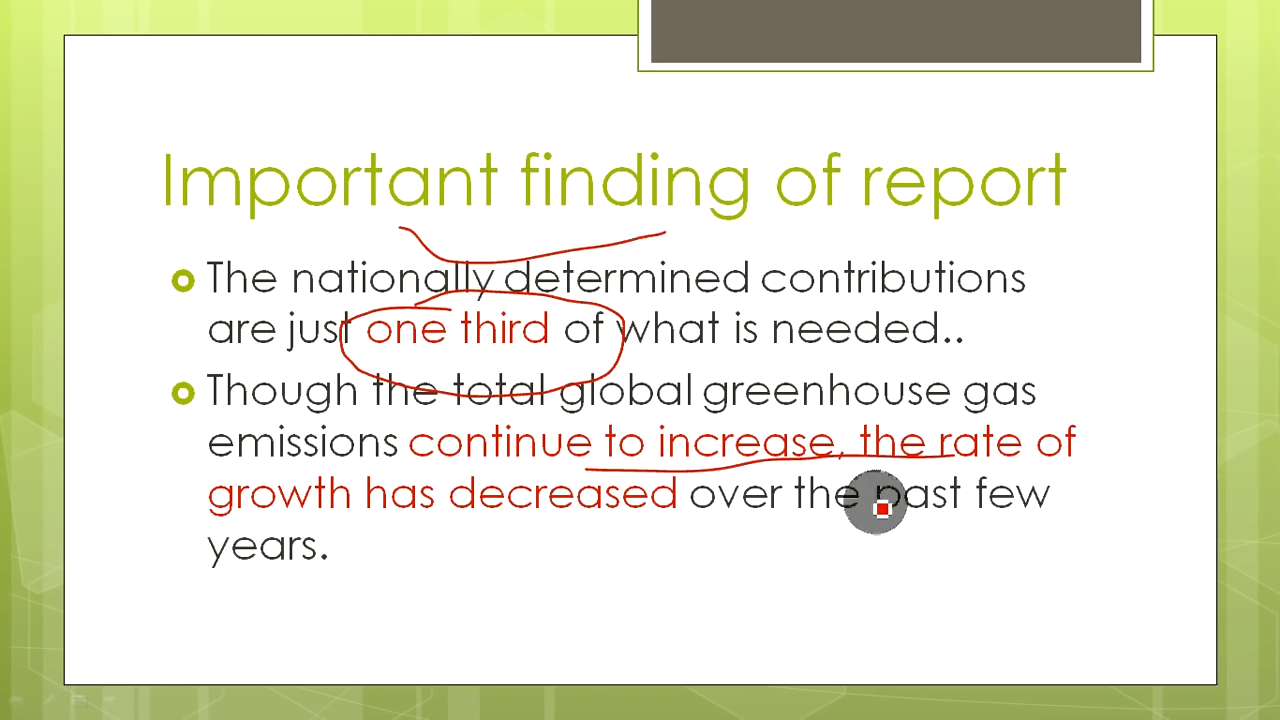 Important finding of report
The nationally determined contributions
are just one third of what is needed..
Though the total global greenhouse gas
emissions continue to increase, the rate of
growth has decreased over the past few
years.